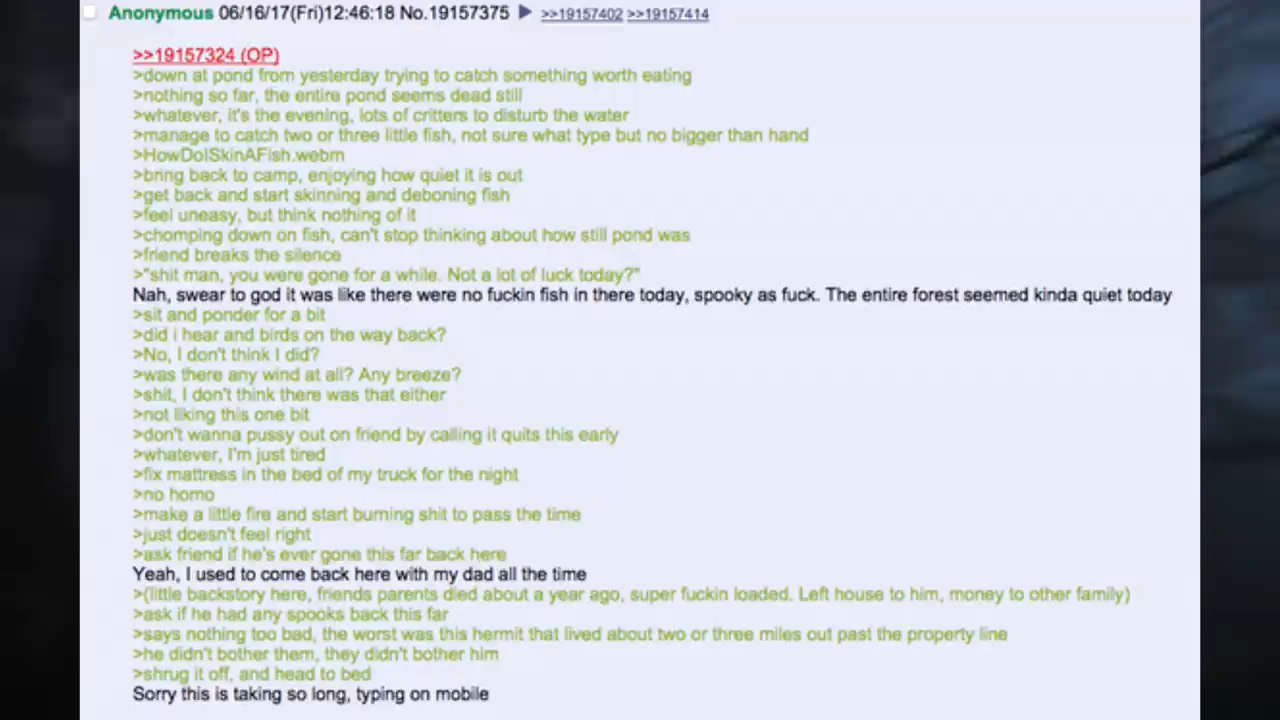 Anonymous 06/16/17(Fri)12:46:18 No.19157375 ▶ >>19157402 >>19157414
>>19157324 (OP)
>down at pond from yesterday trying to catch something worth eating
>nothing so far, the entire pond seems dead still
>whatever, it's the evening, lots of critters to disturb the water
>manage to catch two or three little fish, not sure what type but no bigger than hand
>HowDoISkinAFish.webm
>bring back to camp, enjoying how quiet it is out
>get back and start skinning and deboning fish
>feel uneasy, but think nothing of it
>chomping down on fish, can't stop thinking about how still pond was
>friend breaks the silence
>"shit man, you were gone for a while. Not a lot of luck today?"
Nah, swear to god it was like there were no fuckin fish in there today, spooky as fuck. The entire forest seemed kinda quiet today
>sit and ponder for a bit
>did i hear and birds on the way back?
>No, I don't think I did?
>was there any wind at all? Any breeze?
>shit, I don't think there was that either
>not liking this one bit
>don't wanna pussy out on friend by calling it quits this early
>whatever, I'm just tired
>fix mattress in the bed of my truck for the night
>no homo
>make a little fire and start burning shit to pass the time
>just doesn't feel right
>ask friend if he's ever gone this far back here
Yeah, I used to come back here with my dad all the time
>(little backstory here, friends parents died about a year ago, super fuckin loaded. Left house to him, money to other family)
>ask if he had any spooks back this far
>says nothing too bad, the worst was this hermit that lived about two or three miles out past the property line
>he didn't bother them, they didn't bother him
>shrug it off, and head to bed
Sorry this is taking so long, typing on mobile